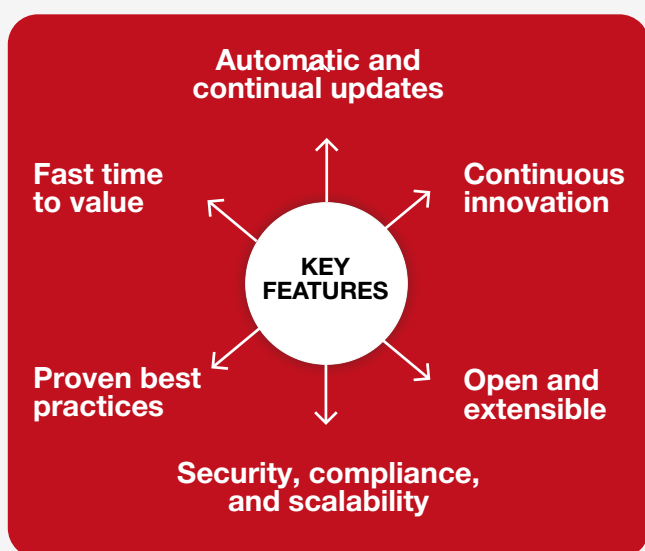 Automatic and
continual updates
Fast time
to value
Continuous
innovation
KEY
FEATURES
Proven best
practices
Open and
extensible
Security, compliance,
and scalability